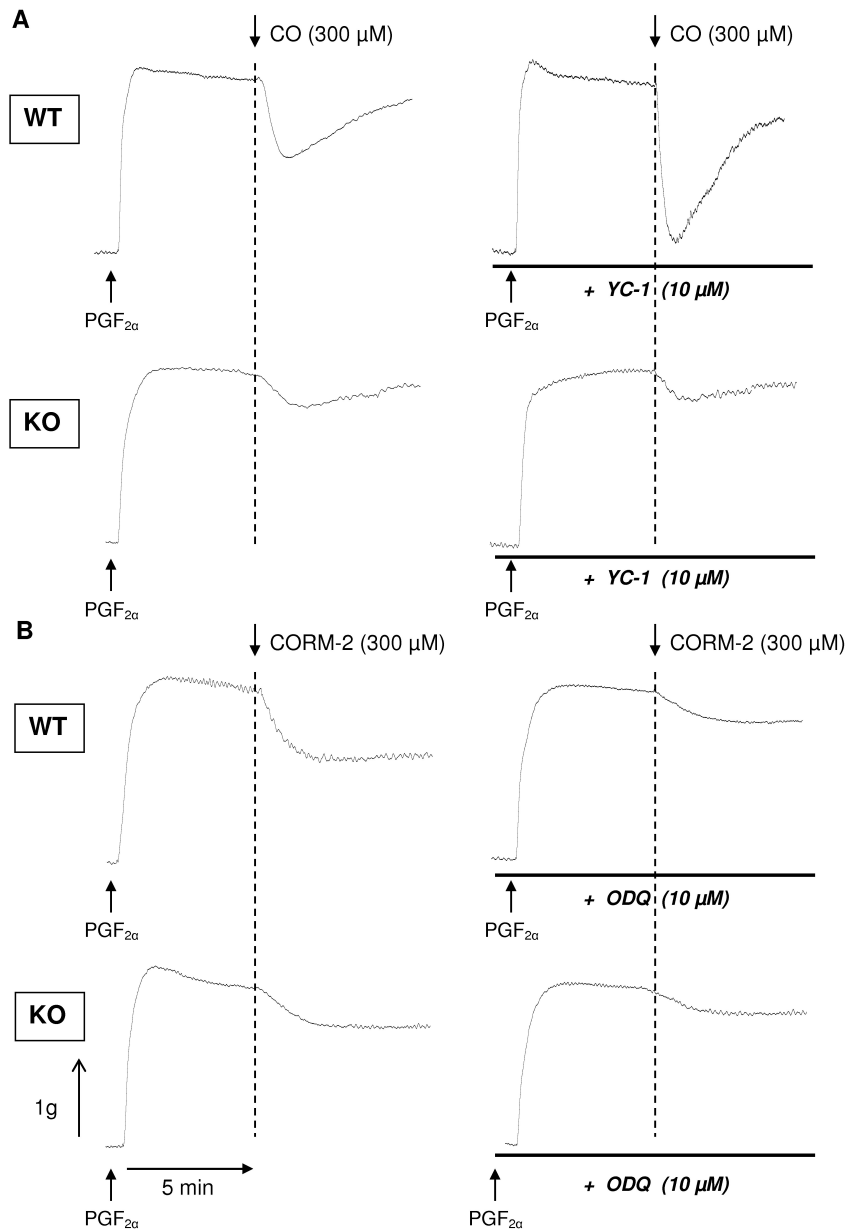 A
CO (300 µM)
CO (300 µM)
WT
PGF2α
PGF2α
+ YC-1 (10 µM)
KO
PGF2α
PGF2α
+ YC-1 (10 µM)
B
CORM-2 (300 µM)
CORM-2 (300 µM)
WT
PGF2α
PGF2α
+ ODQ (10 µM)
KO
1g
5 min
PGF2α
PGF2α
+ ODQ (10 µM)